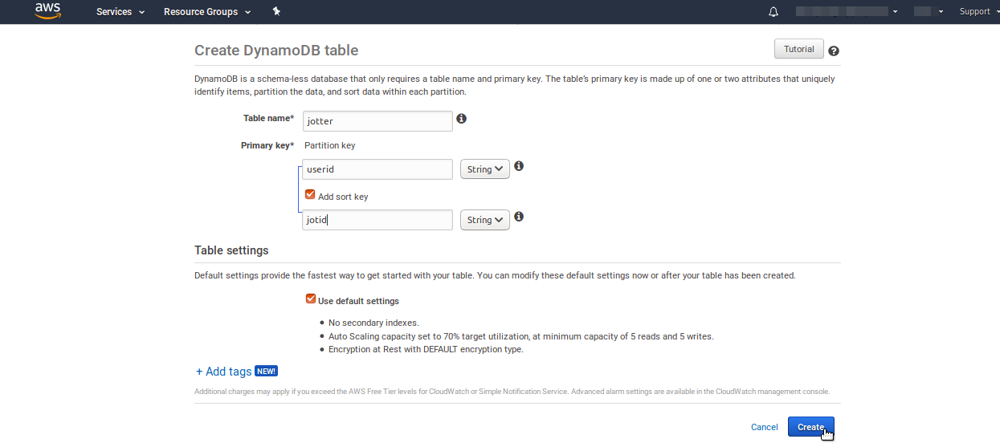 aws Services Resource Groups Support
Create DynamoDB table Tutorial ?
DynamoDB is a schema-less database that only requires a table name and primary key. The table's primary key is made up of one or two attributes that uniquely
identify items, partition the data, and sort data within each partition.
Table name* jotter i
Primary key* Partition key
userid String i
Add sort key
jotid String i
Table settings
Default settings provide the fastest way to get started with your table. You can modify these default settings now or after your table has been created.
Use default settings
• No secondary indexes.
• Auto Scaling capacity set to 70% target utilization, at minimum capacity of 5 reads and 5 writes.
• Encryption at Rest with DEFAULT encryption type.
+ Add tags NEW!
Additional charges may apply if you exceed the AWS Free Tier levels for CloudWatch or Simple Notification Service. Advanced alarm settings are available in the CloudWatch management console.
Cancel Create